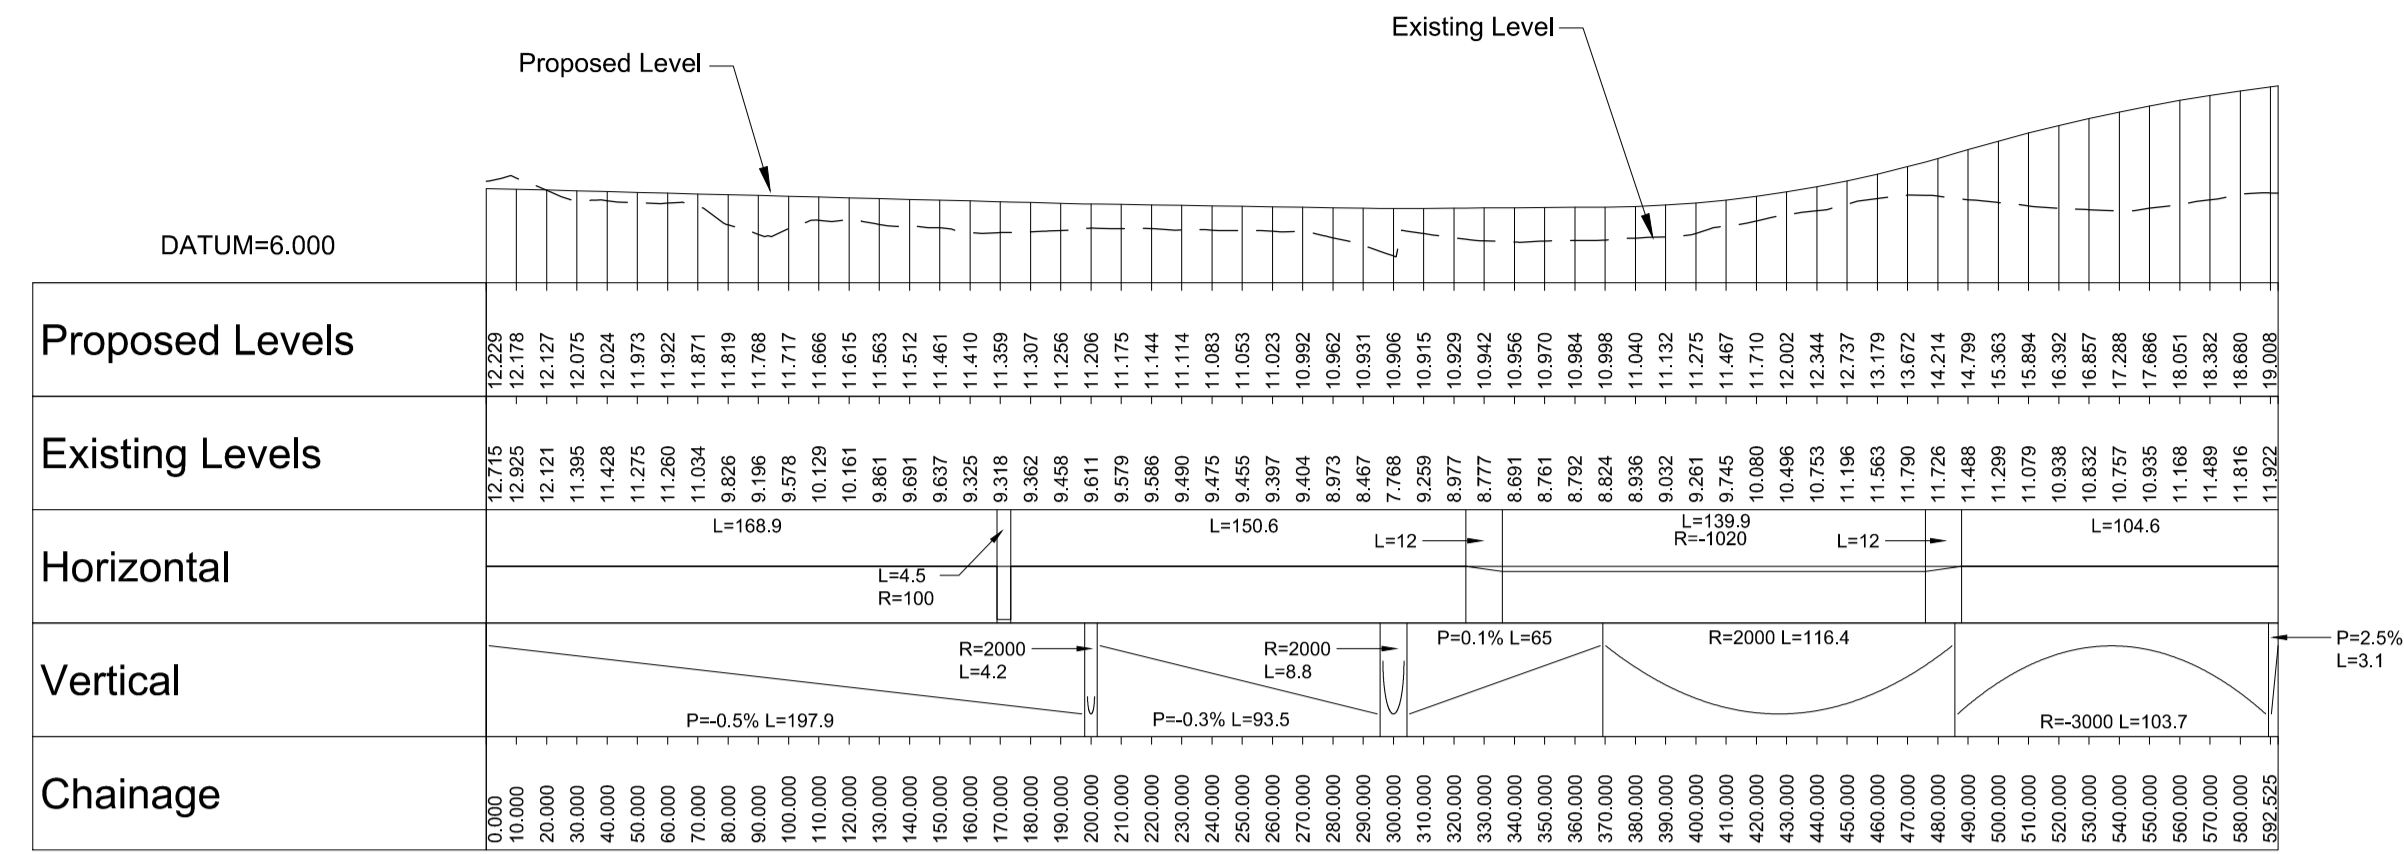 Existing Level
Proposed Level
DATUM=6.000
Proposed Levels
12.229 12.178 12.127 12.075 12.024 11.973 11.922 11.871 11.819 11.768 11.717 11.666 11.615 11.563 11.512 11.461 11.410 11.359 11.307 11.256 11.206 11.175 11.144 11.114 11.083 11.053 11.023 10.992 10.962 10.931 10.906 10.915 10.929 10.942 10.956 10.970 10.984 10.998 11.040 11.132 11.275 11.467 11.710 12.002 12.344 12.737 13.179 13.672 14.214 14.799 15.363 15.894 16.392 16.857 17.288 17.686 18.051 18.382 18.680 19.008
Existing Levels
12.715 12.925 12.121 11.395 11.428 11.275 11.260 11.034 9.826 9.196 9.578 10.129 10.161 9.861 9.691 9.637 9.325 9.318 9.362 9.458 9.611 9.579 9.586 9.490 9.475 9.455 9.397 9.404 8.973 8.467 7.768 9.259 8.977 8.777 8.691 8.761 8.792 8.824 8.936 9.032 9.261 9.745 10.080 10.496 10.753 11.196 11.563 11.790 11.726 11.488 11.299 11.079 10.938 10.832 10.757 10.935 11.168 11.489 11.816 11.922
Horizontal
L=168.9
L=4.5
R=100
L=150.6
L=12
L=139.9
R=-1020
L=12
L=104.6
Vertical
P=-0.5% L=197.9
R=2000
L=4.2
P=-0.3% L=93.5
R=2000
L=8.8
P=0.1% L=65
R=2000 L=116.4
R=-3000 L=103.7
P=2.5%
L=3.1
Chainage
0.000 10.000 20.000 30.000 40.000 50.000 60.000 70.000 80.000 90.000 100.000 110.000 120.000 130.000 140.000 150.000 160.000 170.000 180.000 190.000 200.000 210.000 220.000 230.000 240.000 250.000 260.000 270.000 280.000 290.000 300.000 310.000 320.000 330.000 340.000 350.000 360.000 370.000 380.000 390.000 400.000 410.000 420.000 430.000 440.000 450.000 460.000 470.000 480.000 490.000 500.000 510.000 520.000 530.000 540.000 550.000 560.000 570.000 580.000 592.525